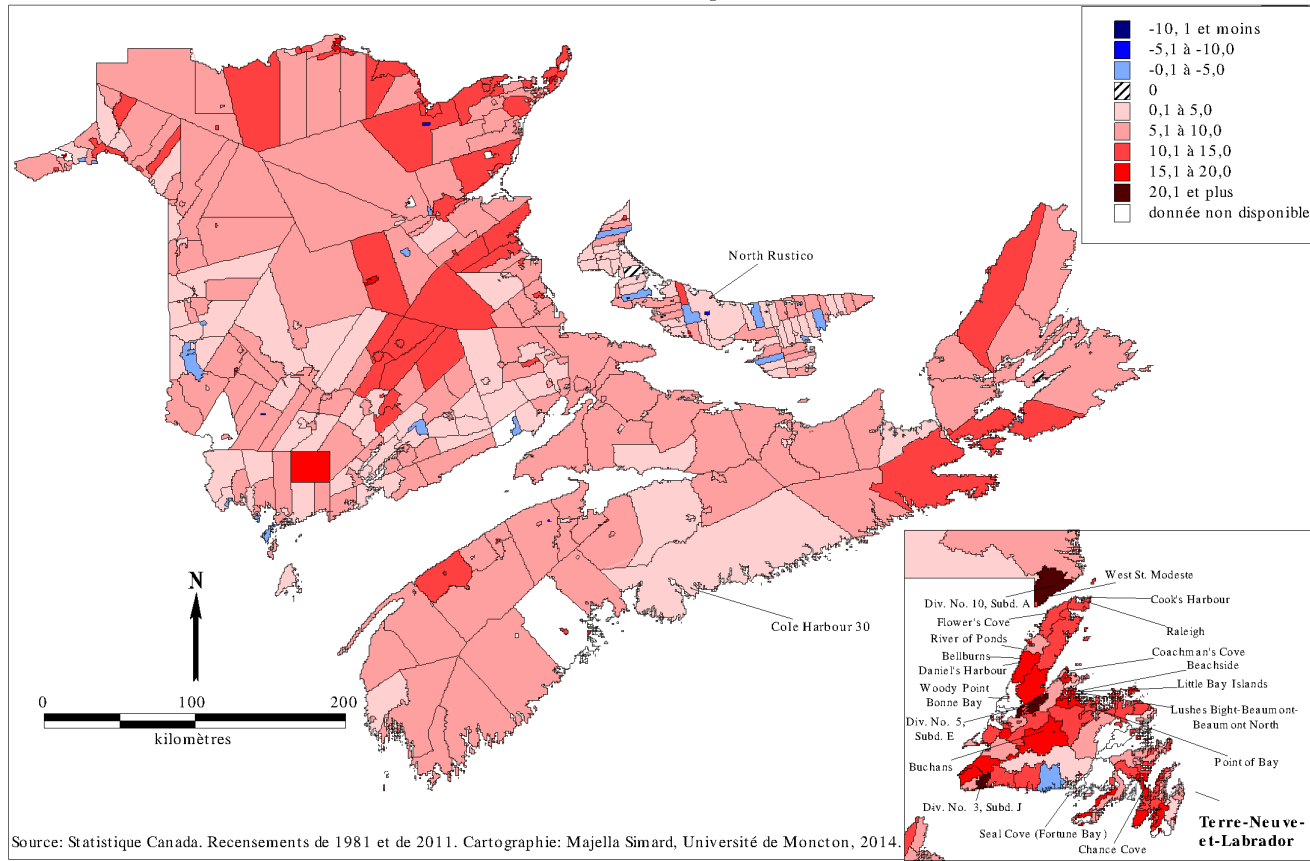 -10, 1 et moins
-5,1 à -10,0
-0,1 à -5,0
0
0,1 à 5,0
5,1 à 10,0
10,1 à 15,0
15,1 à 20,0
20,1 et plus
donnée non disponible
North Rustico
Cole Harbour 30
N
0 100 200
kilomètres
West St. Modeste
Div. No. 10, Subd. A
Cook's Harbour
Flower's Cove
Raleigh
River of Ponds
Coachman's Cove
Bellburns
Beachside
Daniel's Harbour
Little Bay Islands
Woody Point
Bonne Bay
Lushes Bight-Beaumont-
Beaumont North
Div. No. 5,
Subd. E
Point of Bay
Buchans
Div. No. 3, Subd. J
Seal Cove (Fortune Bay)
Chance Cove
Terre-Neuve-
et-Labrador
Source: Statistique Canada. Recensements de 1981 et de 2011. Cartographie: Majella Simard, Université de Moncton, 2014.